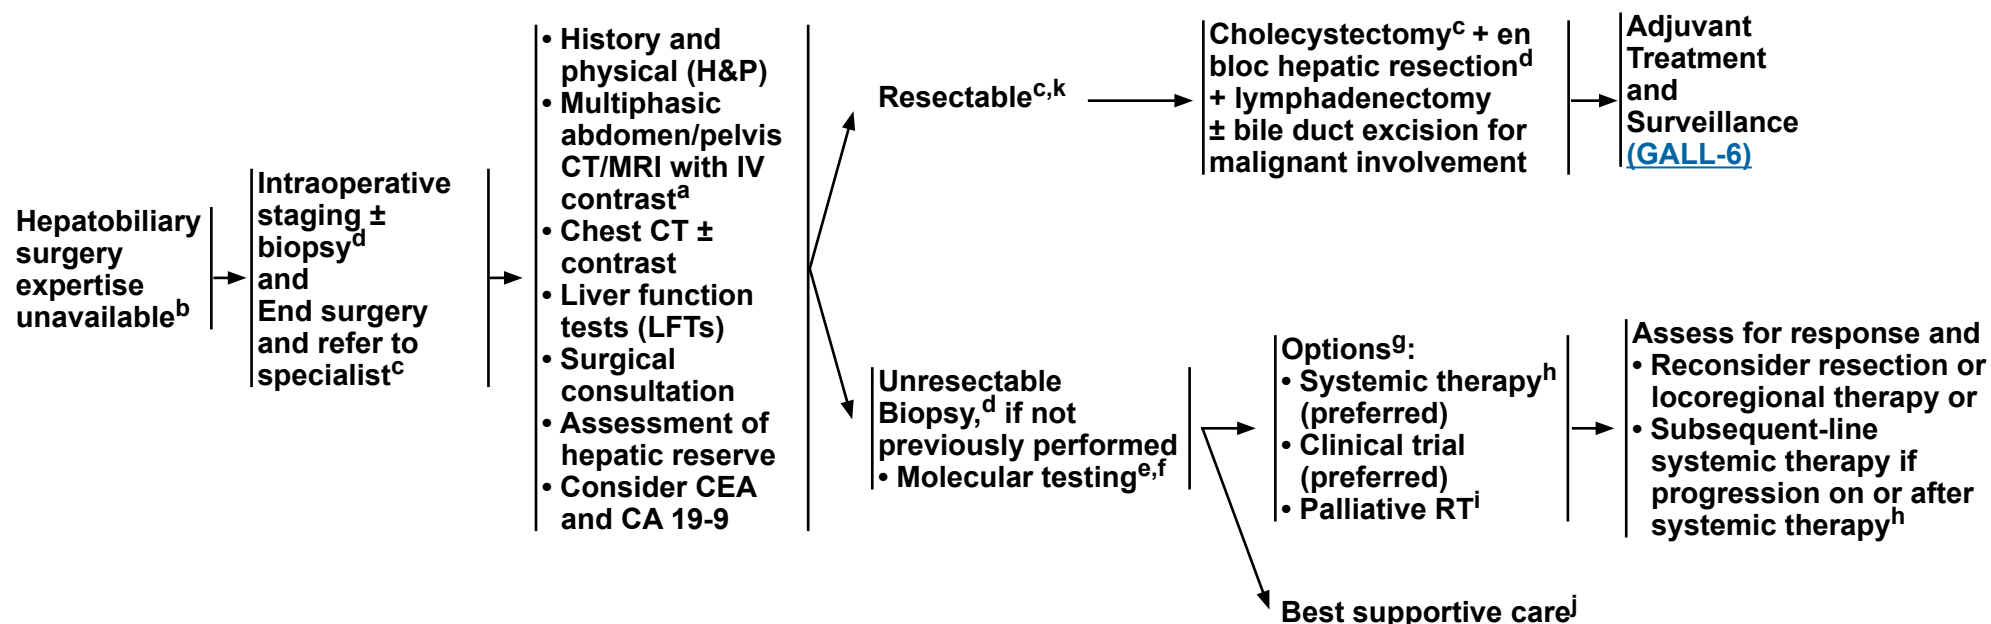 Hepatobiliary
surgery
expertise
unavailableᵇ
Intraoperative
staging ±
biopsyᵈ
and
End surgery
and refer to
specialistᶜ
• History and
physical (H&P)
• Multiphasic
abdomen/pelvis
CT/MRI with IV
contrastᵃ
• Chest CT ±
contrast
• Liver function
tests (LFTs)
• Surgical
consultation
• Assessment of
hepatic reserve
• Consider CEA
and CA 19-9
Resectableᶜ,ᵏ
Cholecystectomyᶜ + en
bloc hepatic resectionᵈ
+ lymphadenectomy
± bile duct excision for
malignant involvement
Adjuvant
Treatment
and
Surveillance
(GALL-6)
Unresectable
Biopsy,ᵈ if not
previously performed
• Molecular testingᵉ,ᶠ
Optionsᵍ:
• Systemic therapyʰ
(preferred)
• Clinical trial
(preferred)
• Palliative RTⁱ
Assess for response and
• Reconsider resection or
locoregional therapy or
• Subsequent-line
systemic therapy if
progression on or after
systemic therapyʰ
Best supportive careʲ